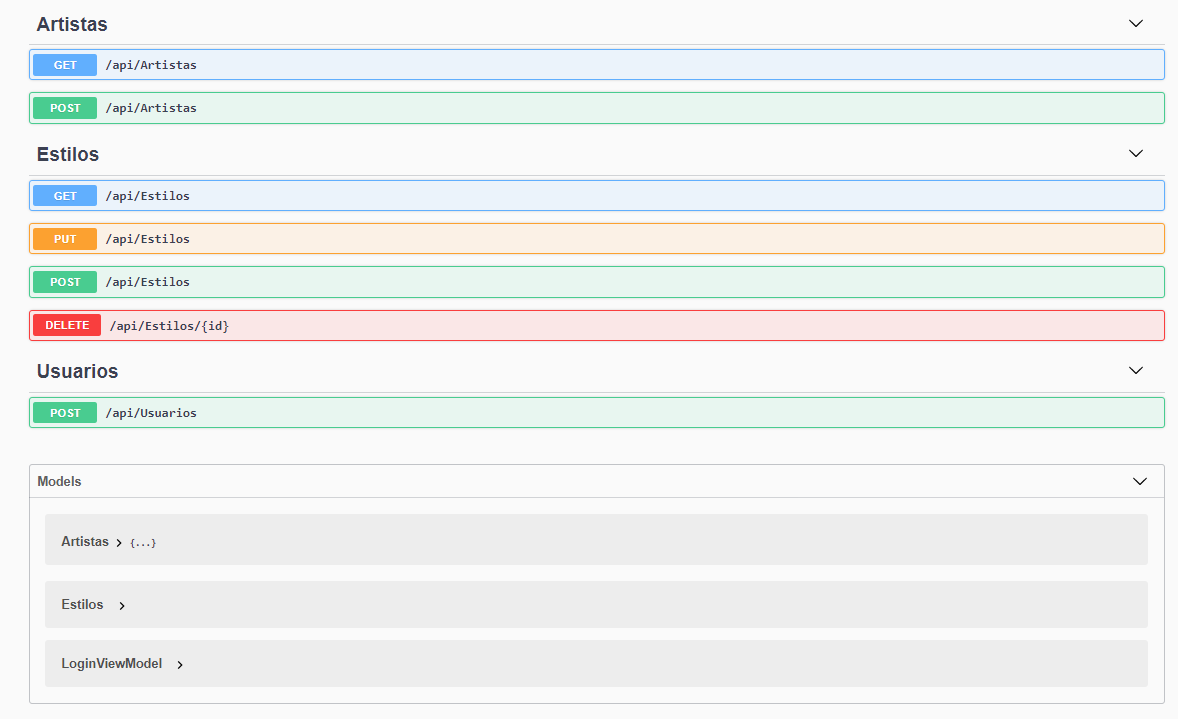 Artistas
GET /api/Artistas
POST /api/Artistas
Estilos
GET /api/Estilos
PUT /api/Estilos
POST /api/Estilos
DELETE /api/Estilos/{id}
Usuarios
POST /api/Usuarios
Models
Artistas > {...}
Estilos >
LoginViewModel >